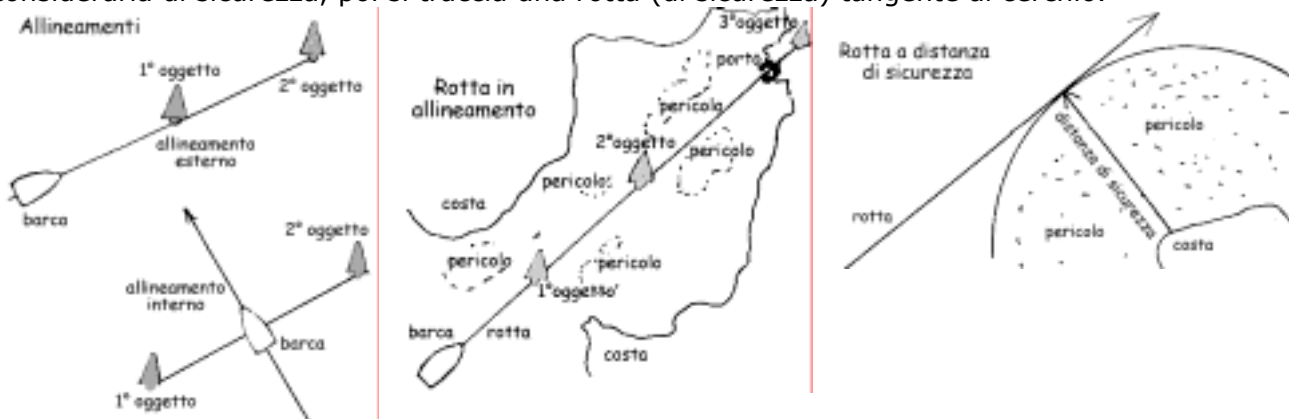 considerarla di sicurezza, poi si traccia una rotta (di sicurezza) tangente al cerchio.
Allineamenti
1° oggetto
2° oggetto
allineamento
esterno
barca
2° oggetto
allineamento
interno
barca
1° oggetto
3°oggetto
porto
Rotta in
allineamento
pericolo
2°oggetto
pericolo
pericolo
costa
pericolo
pericolo
1°oggetto
barca
rotta
costa
Rotta a distanza
di sicurezza
pericolo
distanza di sicurezza
rotta
pericolo
costa